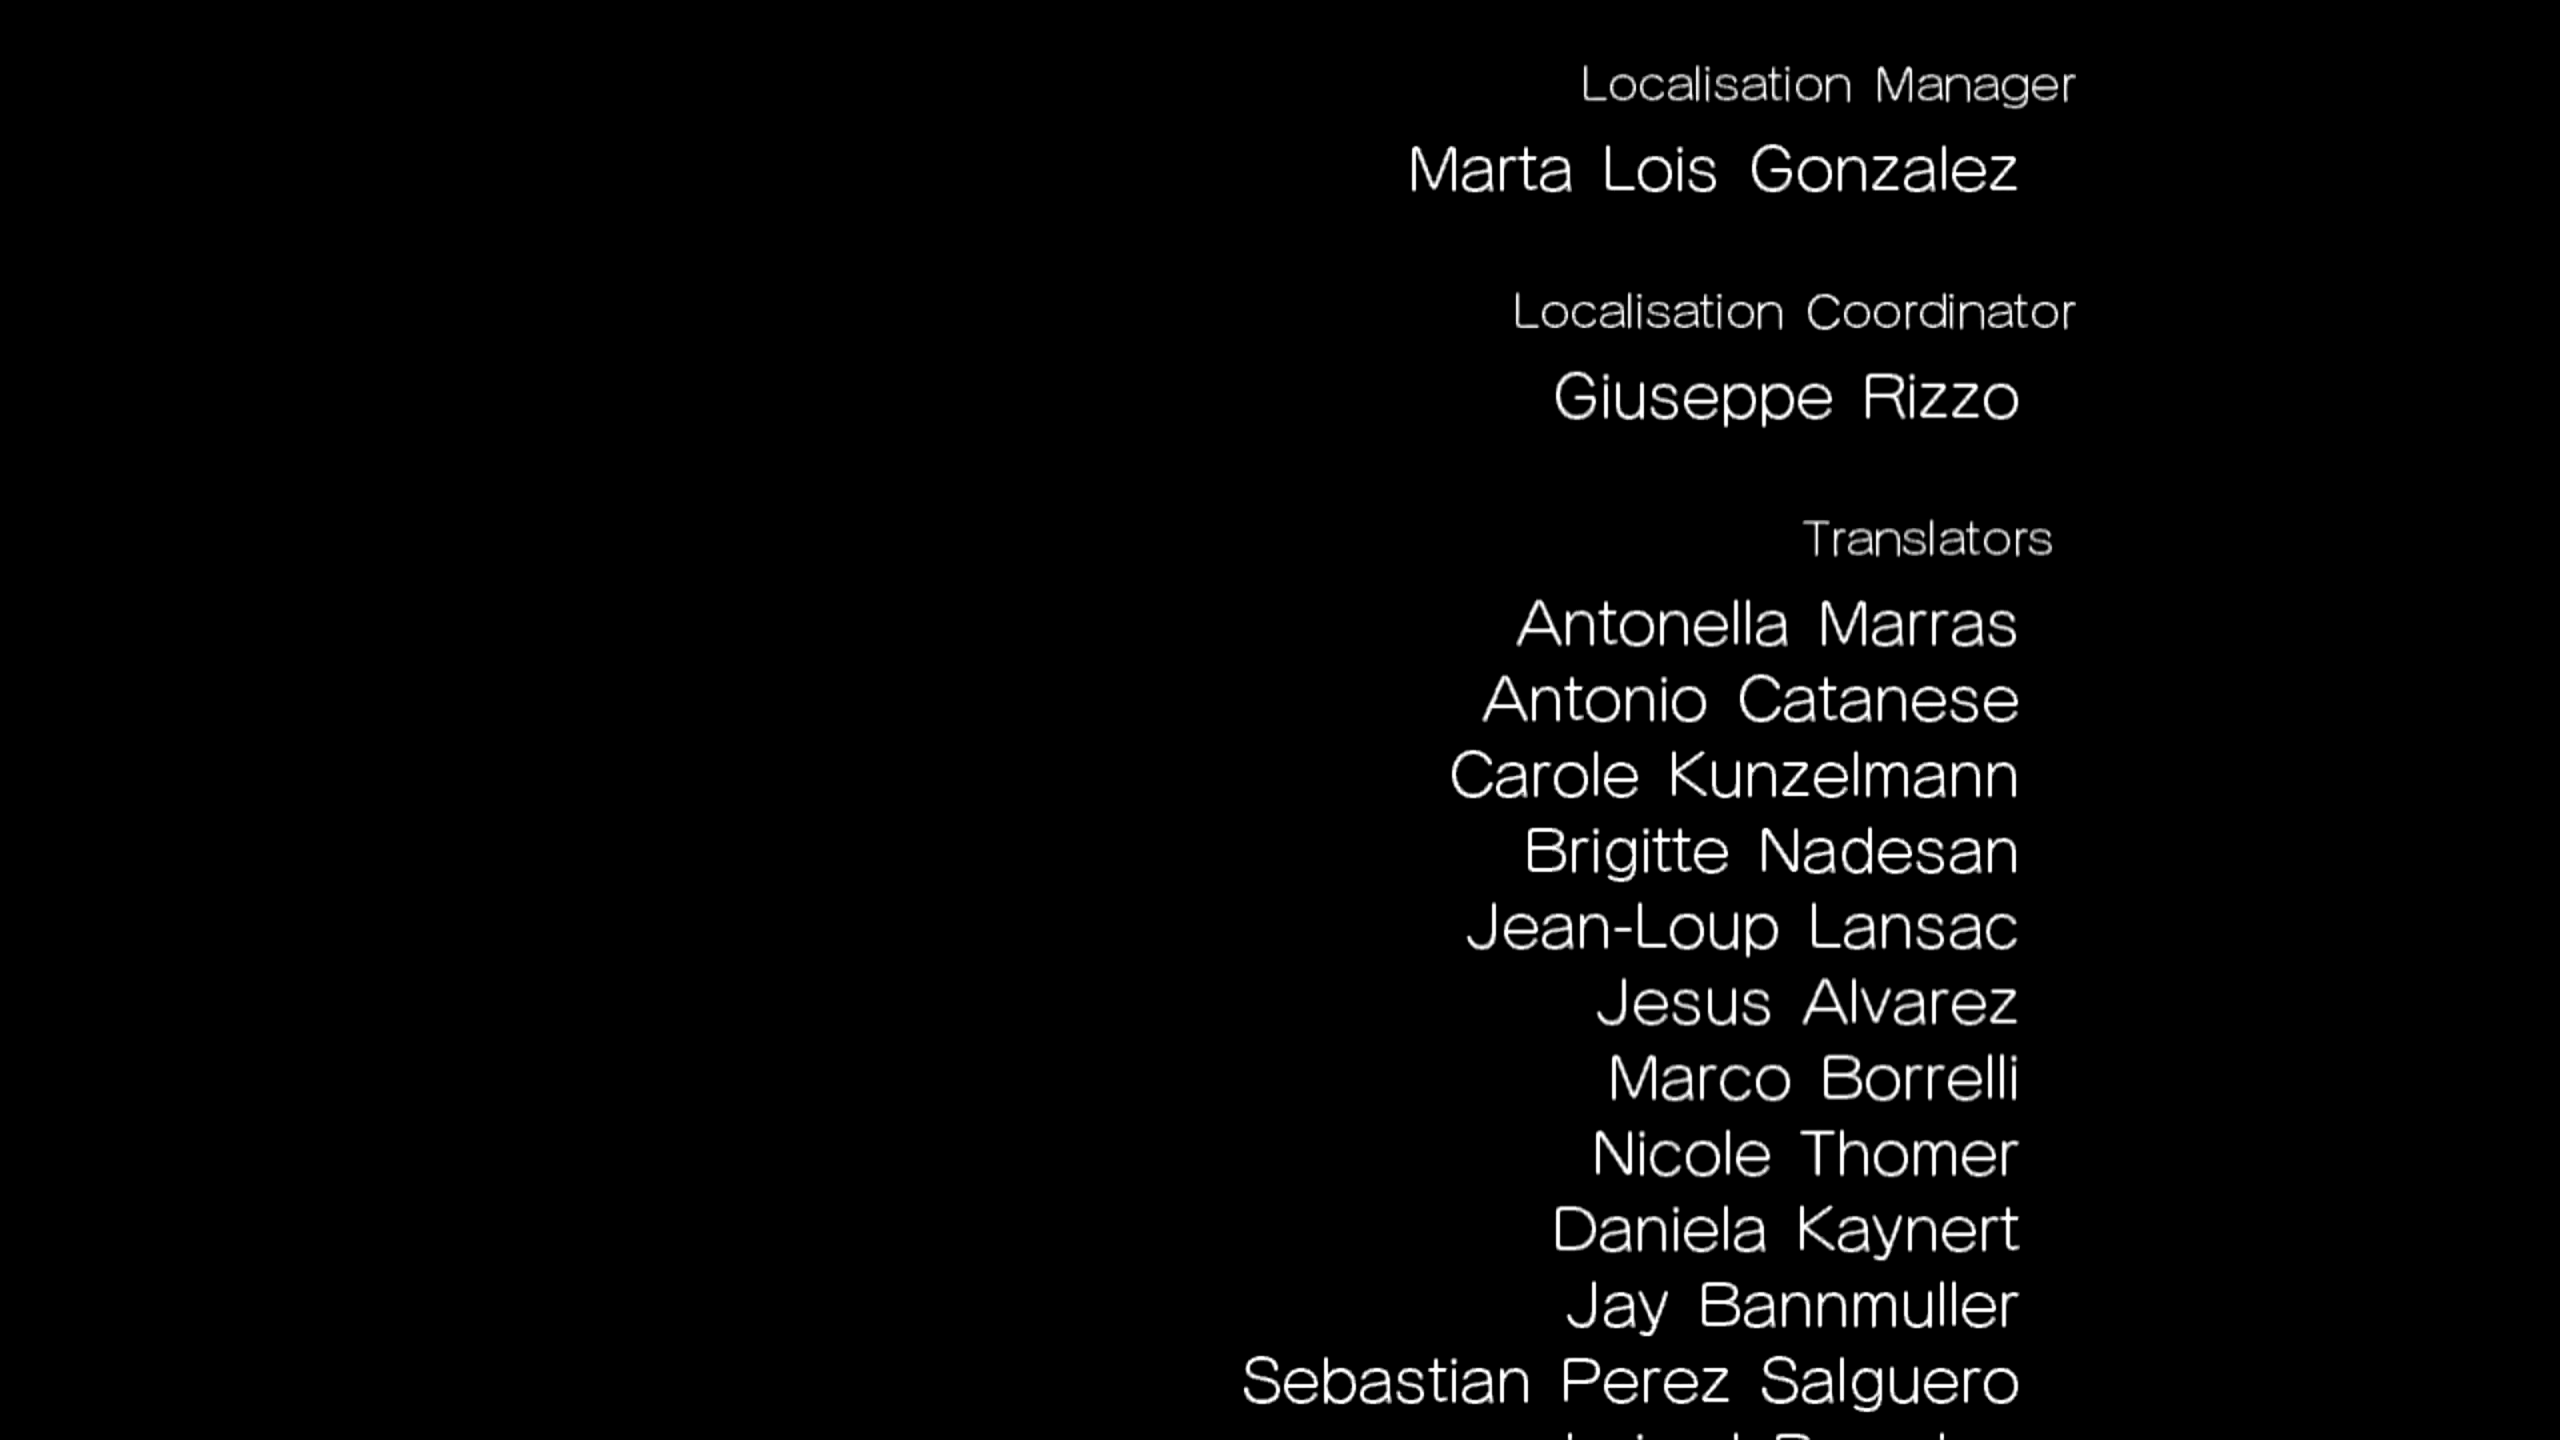 Localisation Manager
Marta Lois Gonzalez
Localisation Coordinator
Giuseppe Rizzo
Translators
Antonella Marras
Antonio Catanese
Carole Kunzelmann
Brigitte Nadesan
Jean-Loup Lansac
Jesus Alvarez
Marco Borrelli
Nicole Thomer
Daniela Kaynert
Jay Bannmuller
Sebastian Perez Salguero